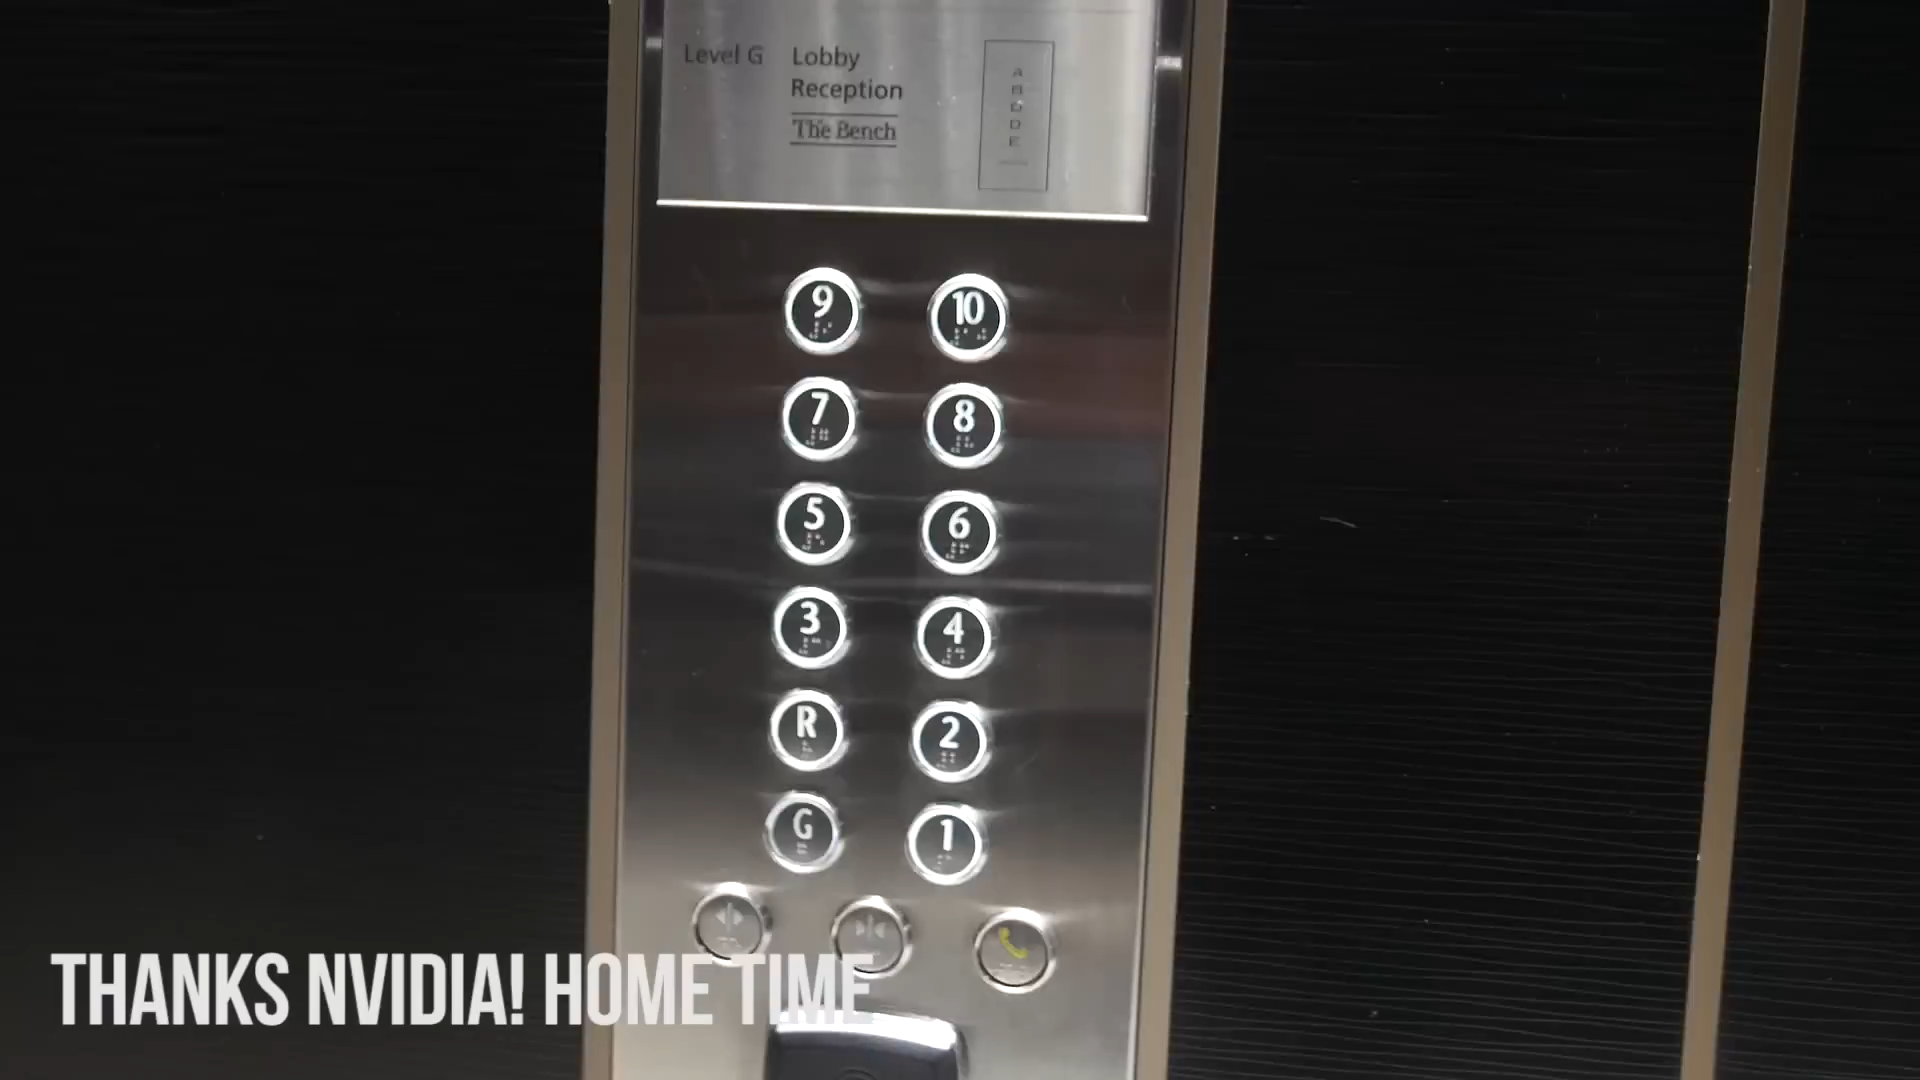 Level G
Lobby
Reception
The Bench
A
B
D
D
E
9
10
7
8
5
6
3
4
R
2
G
1
THANKS NVIDIA! HOME TIME